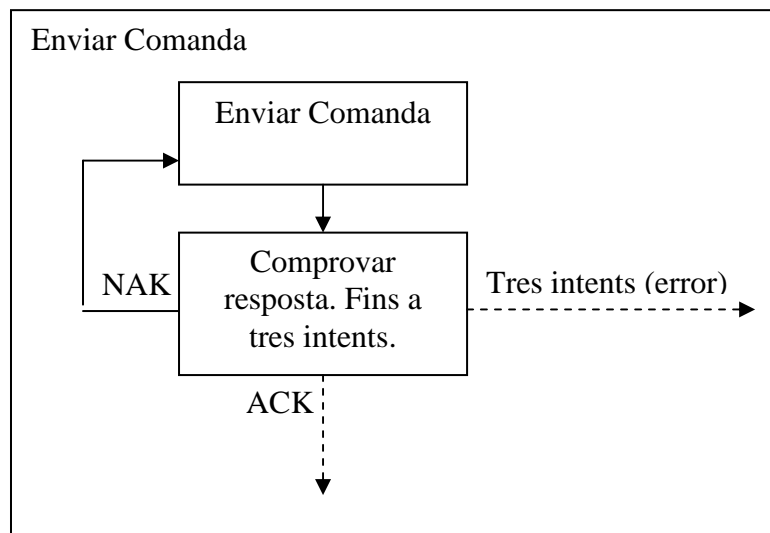 Enviar Comanda
Enviar Comanda
Comprovar
resposta. Fins a
tres intents.
NAK
Tres intents (error)
ACK